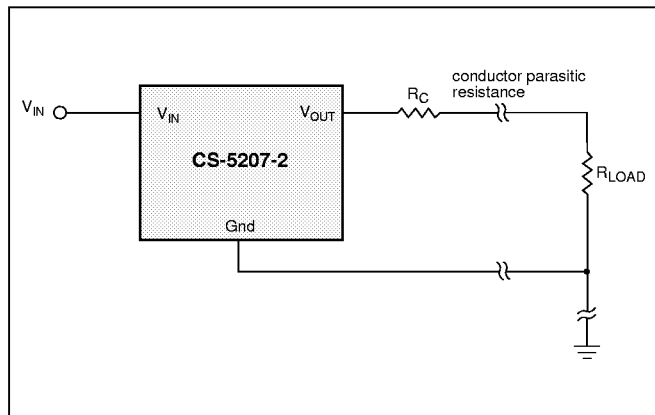 conductor parasitic
resistance
R_C
V_IN
V_IN
V_OUT
CS-5207-2
R_LOAD
Gnd